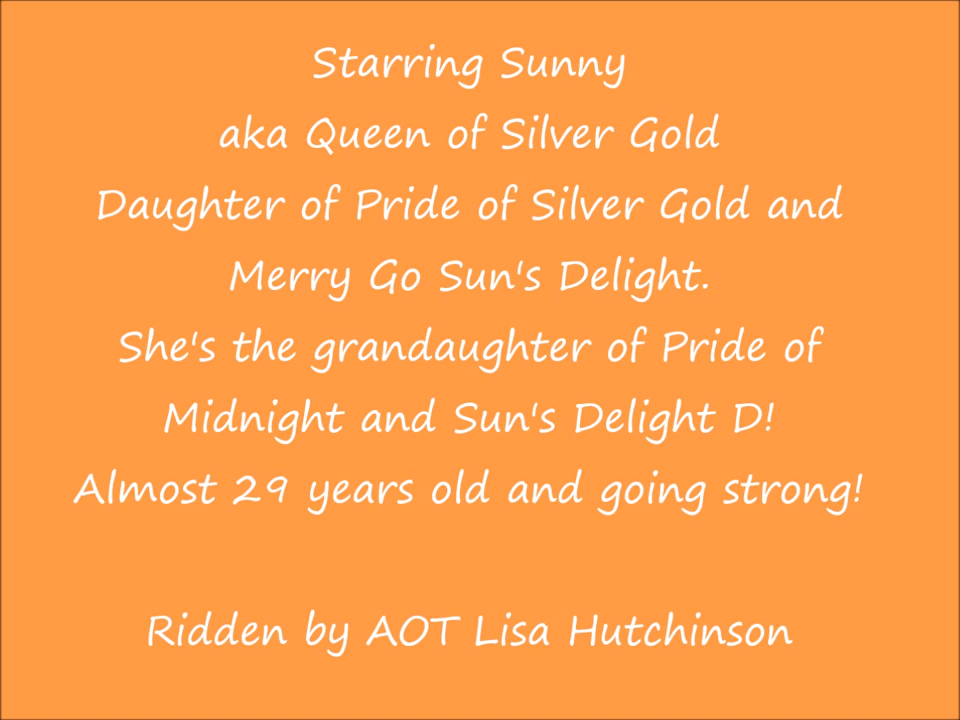 Starring Sunny
aka Queen of Silver Gold
Daughter of Pride of Silver Gold and
Merry Go Sun's Delight.
She's the grandaughter of Pride of
Midnight and Sun's Delight D!
Almost 29 years old and going strong!
Ridden by AOT Lisa Hutchinson